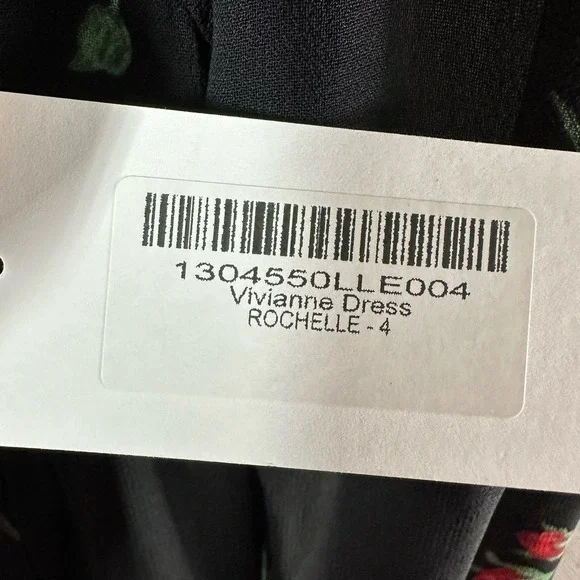 1304550LLE004
Vivianne Dress
ROCHELLE - 4